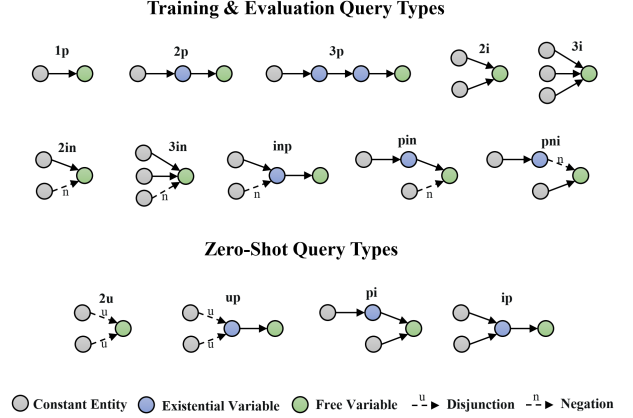 Training & Evaluation Query Types
1p 2p 3p 2i 3i
2in 3in inp pin pni
n n n n n
Zero-Shot Query Types
2u up pi ip
u u
u u
Constant Entity Existential Variable Free Variable u Disjunction n Negation